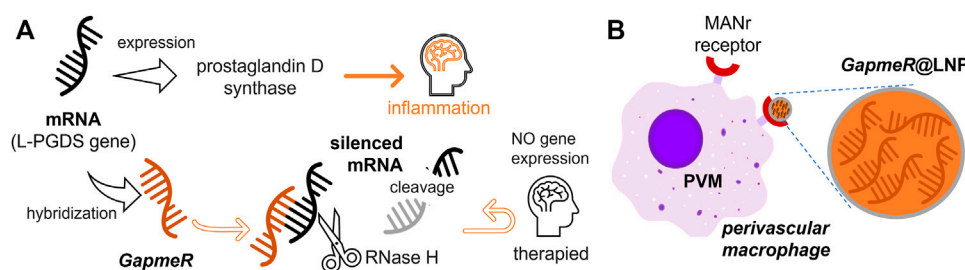 A
expression
mRNA
(L-PGDS gene)
prostaglandin D
synthase
inflammation
hybridization
GapmeR
silenced
mRNA
cleavage
RNase H
NO gene
expression
therapied
B
MANr
receptor
GapmeR@LNP
PVM
perivascular
macrophage